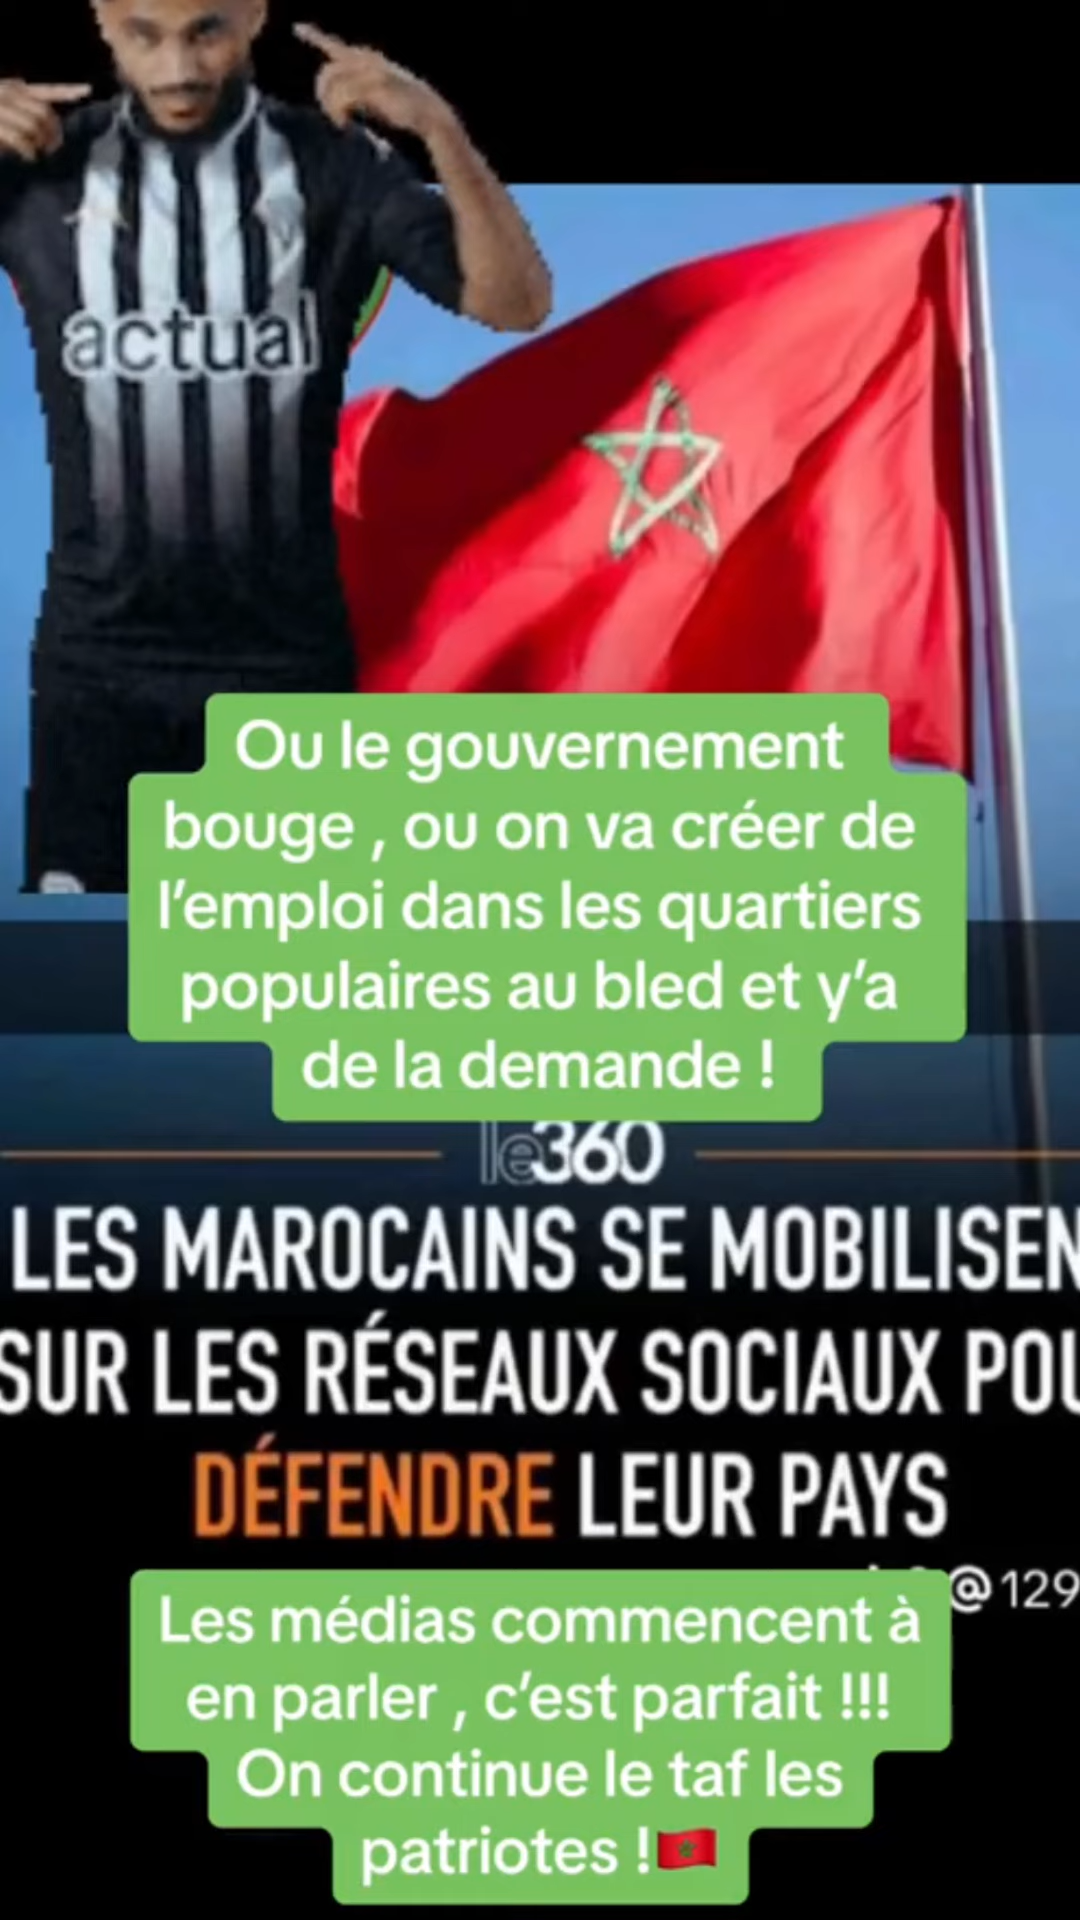 actual
Ou le gouvernement
bouge , ou on va créer de
l’emploi dans les quartiers
populaires au bled et y’a
de la demande !
le360
LES MAROCAINS SE MOBILISEN
SUR LES RÉSEAUX SOCIAUX POU
DÉFENDRE LEUR PAYS
@129
Les médias commencent à
en parler , c’est parfait !!!
On continue le taf les
patriotes !🇲🇦